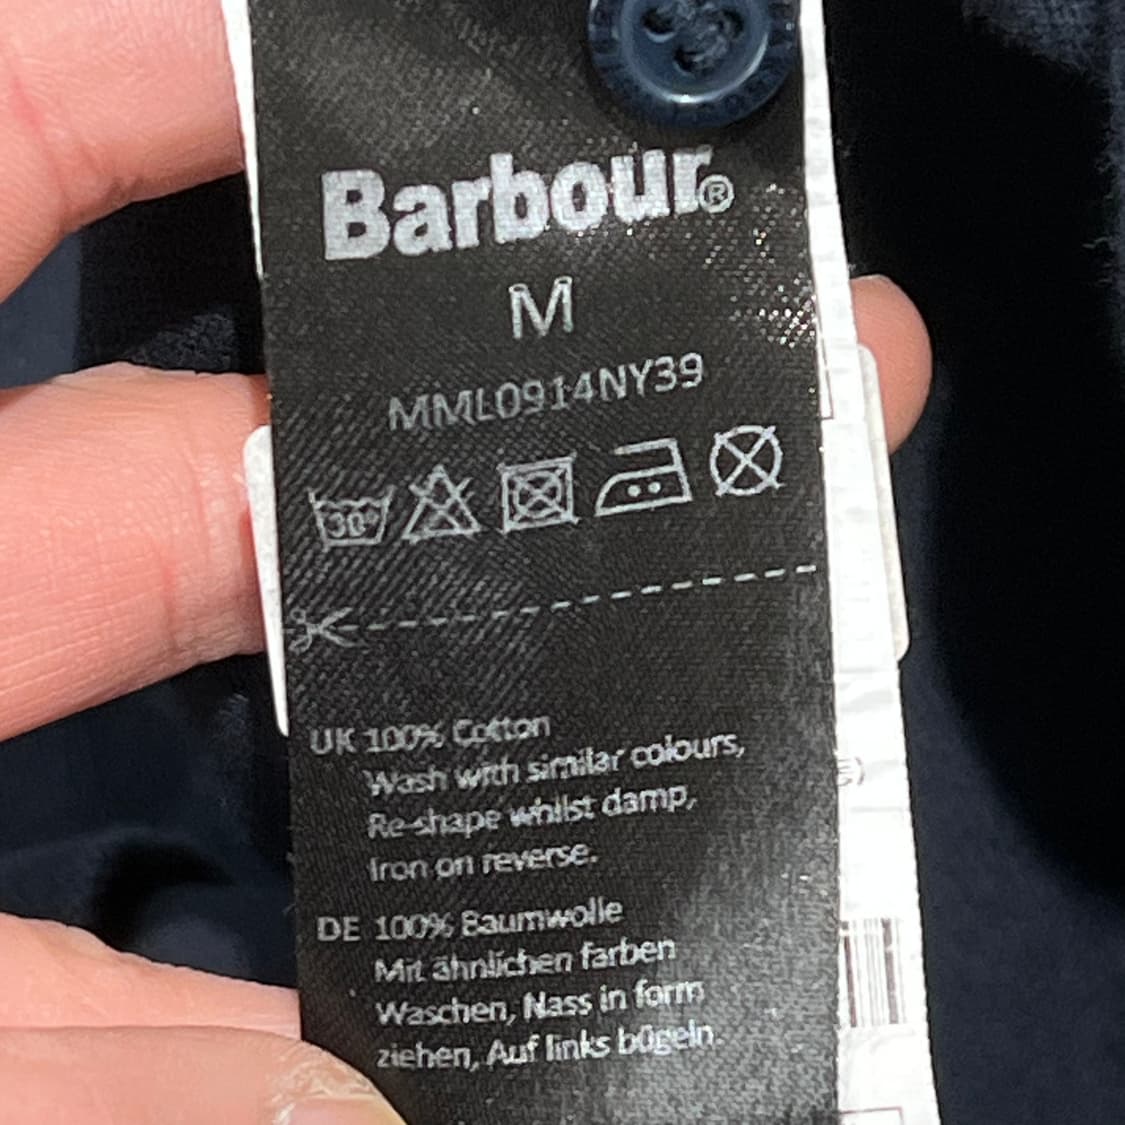 Barbour®
M
MML0914NY39
30°
UK 100% Cotton
Wash with similar colours,
Re-shape whilst damp,
Iron on reverse.
DE 100% Baumwolle
Mit ähnlichen farben
Waschen, Nass in form
ziehen, Auf links bügeln.